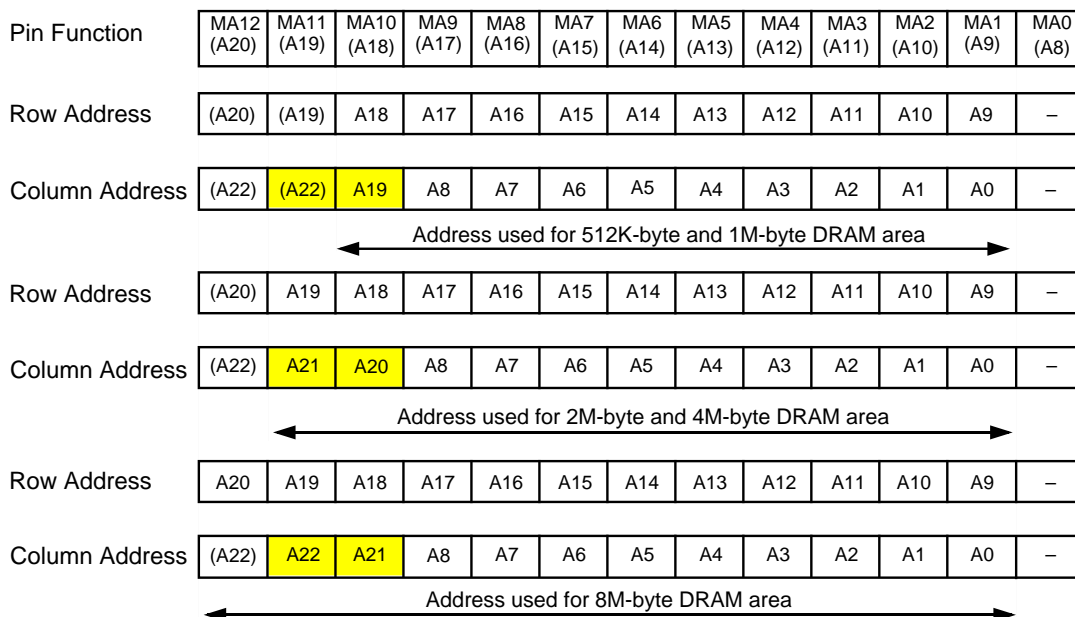 Pin Function MA12 (A20) MA11 (A19) MA10 (A18) MA9 (A17) MA8 (A16) MA7 (A15) MA6 (A14) MA5 (A13) MA4 (A12) MA3 (A11) MA2 (A10) MA1 (A9) MA0 (A8)
Row Address (A20) (A19) A18 A17 A16 A15 A14 A13 A12 A11 A10 A9 –
Column Address (A22) (A22) A19 A8 A7 A6 A5 A4 A3 A2 A1 A0 –
Address used for 512K-byte and 1M-byte DRAM area
Row Address (A20) A19 A18 A17 A16 A15 A14 A13 A12 A11 A10 A9 –
Column Address (A22) A21 A20 A8 A7 A6 A5 A4 A3 A2 A1 A0 –
Address used for 2M-byte and 4M-byte DRAM area
Row Address A20 A19 A18 A17 A16 A15 A14 A13 A12 A11 A10 A9 –
Column Address (A22) A22 A21 A8 A7 A6 A5 A4 A3 A2 A1 A0 –
Address used for 8M-byte DRAM area